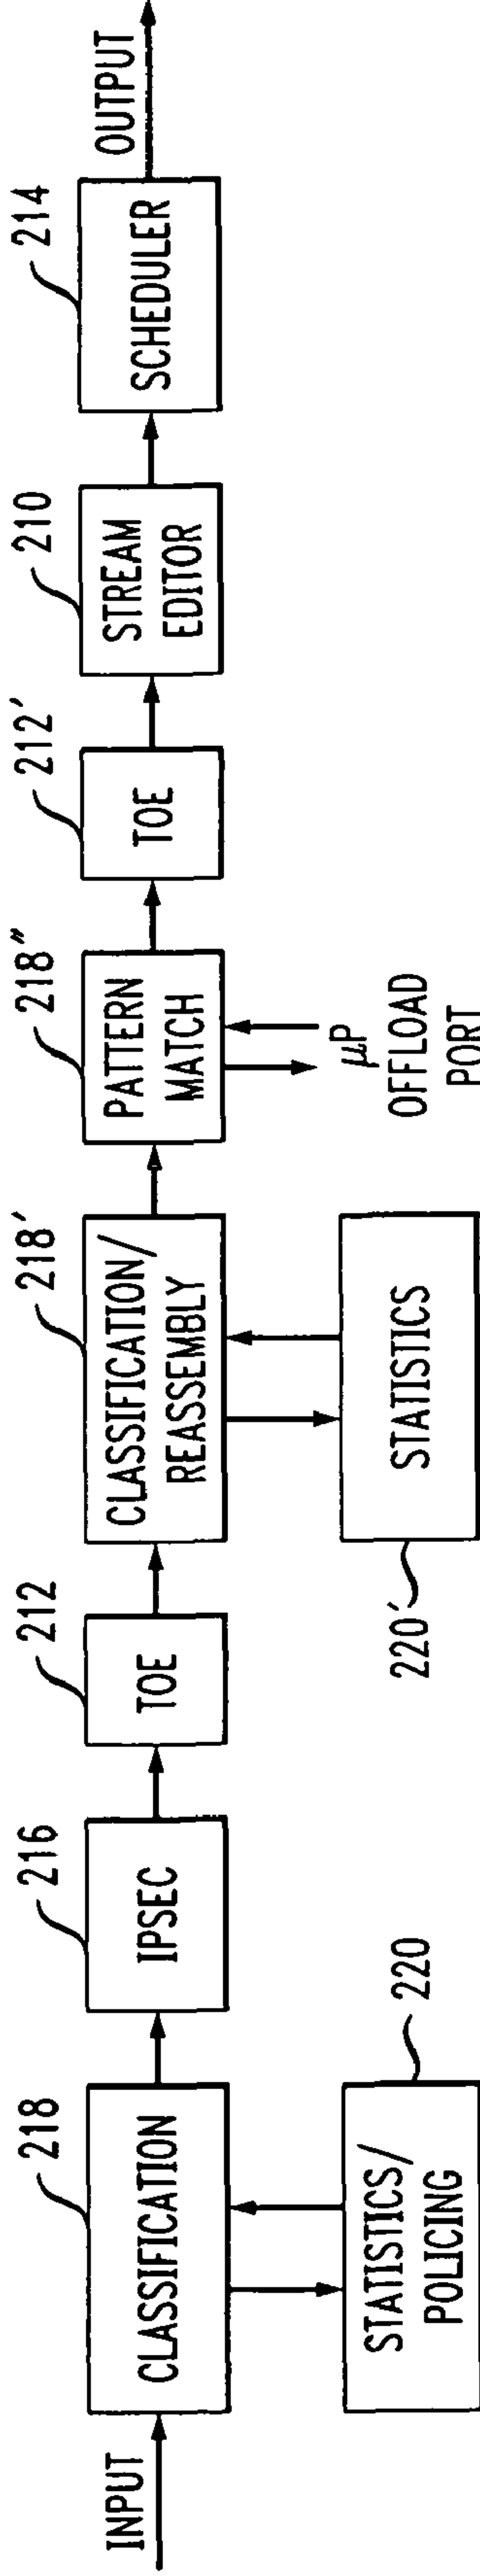 INPUT
218
CLASSIFICATION
STATISTICS/
POLICING
220
216
IPSEC
212
TOE
218'
CLASSIFICATION/
REASSEMBLY
STATISTICS
220'
218"
PATTERN
MATCH
μP
OFFLOAD
PORT
212'
TOE
210
STREAM
EDITOR
214
SCHEDULER
OUTPUT